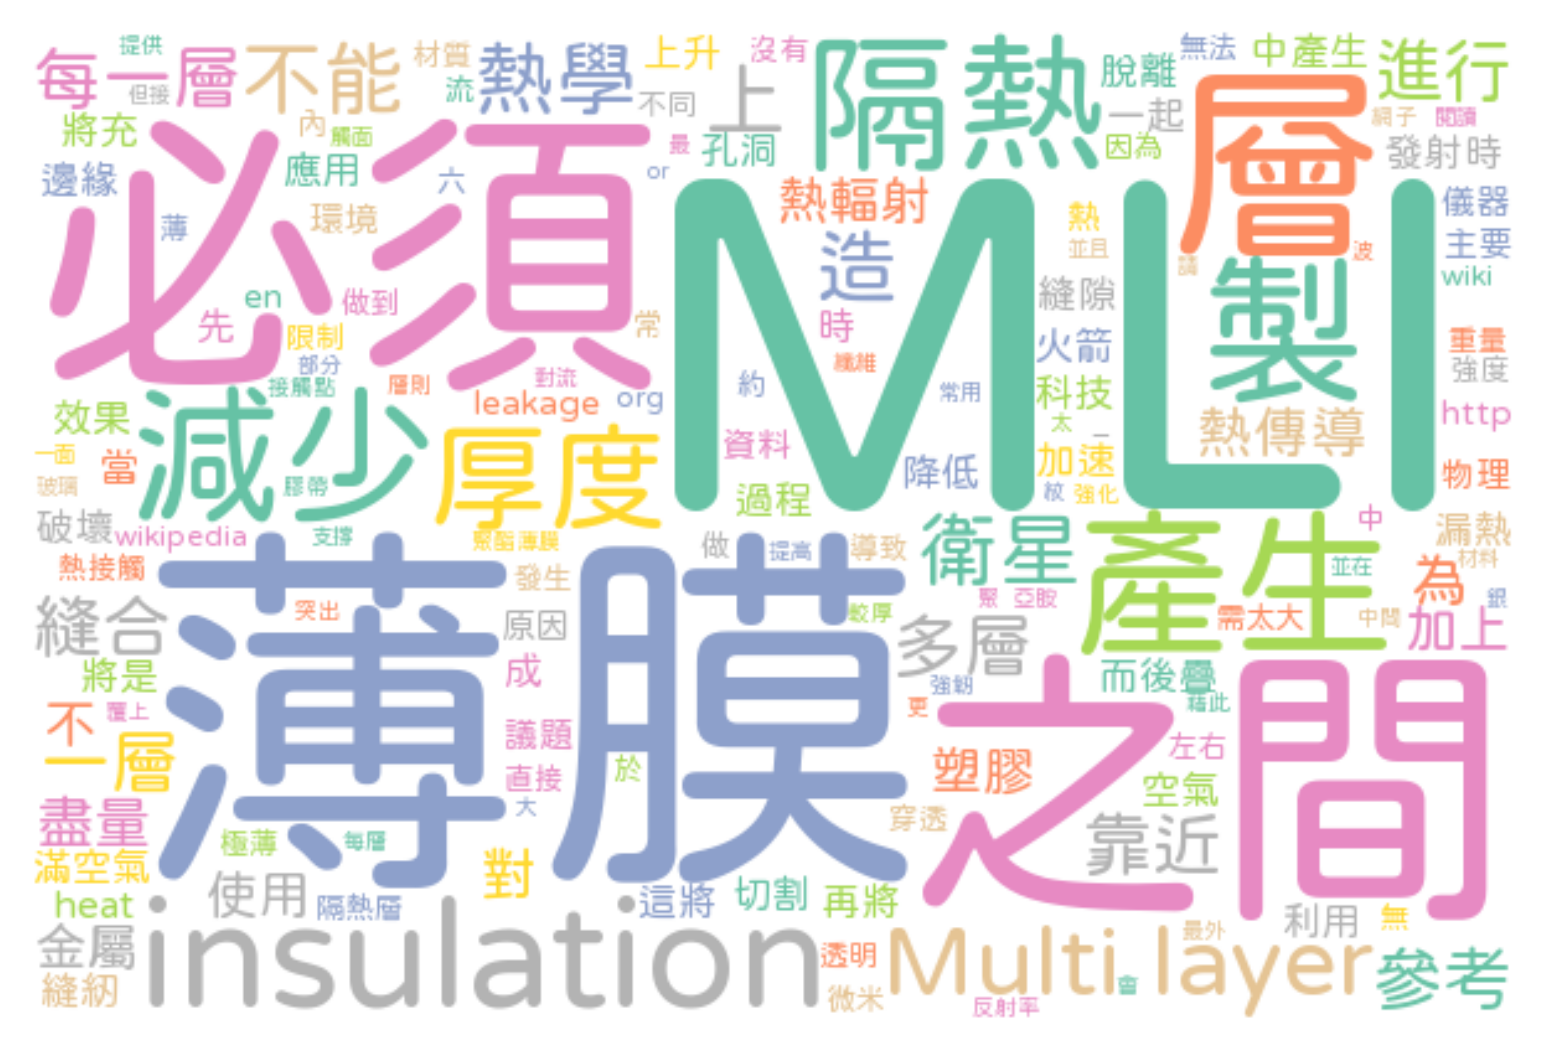 每一層
提供
但接
不能
材質
流
熱學
上升
不同
沒有
上
隔熱
脫離
無法
一起
中產生
進行
網子
閱讀
將充
內
觸面
最
孔洞
因為
層
發射時
邊緣
應用
六
or
必須
薄
環境
熱輻射
造
熱
並且
MLI
儀器
主要
波
wiki
縫隙
製
en
做到
先
限制
部分
常
時
纖維
火箭
重量
強度
對流
接觸點
層則
leakage
org
約
常用
科技
太
熱傳導
http
效果
減少
厚度
一面
當
膠帶
玻璃
資料
過程
降低
加速
紋
強化
物理
破壞
wikipedia
支撐
聚酯薄膜
做
提高
導致
衛星
產生
中
漏熱
材料
並在
熱接觸
發生
薄膜
聚
亞胺
為
銀
縫合
突出
原因
較厚
多層
需太大
中間
加上
將是
成
強韌
而後疊
藉此
不
覆上
更
之間
一層
議題
直接
於
塑膠
左右
空氣
盡量
大
穿透
靠近
極薄
每層
滿空氣
對
使用
隔熱層
heat
這將
切割
再將
利用
無
金屬
insulation
透明
Multi layer
最外
會
參考
縫紉
微米
反射率